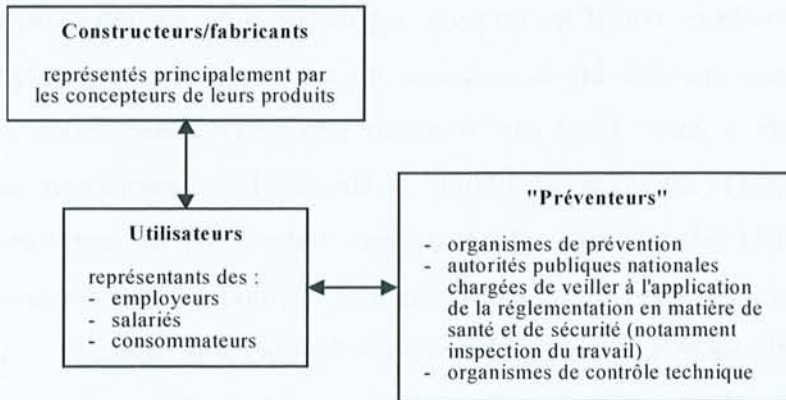 Constructeurs/fabricants
représentés principalement par
les concepteurs de leurs produits
Utilisateurs
représentants des :
- employeurs
- salariés
- consommateurs
"Préventeurs"
- organismes de prévention
- autorités publiques nationales
chargées de veiller à l'application
de la réglementation en matière de
santé et de sécurité (notamment
inspection du travail)
- organismes de contrôle technique